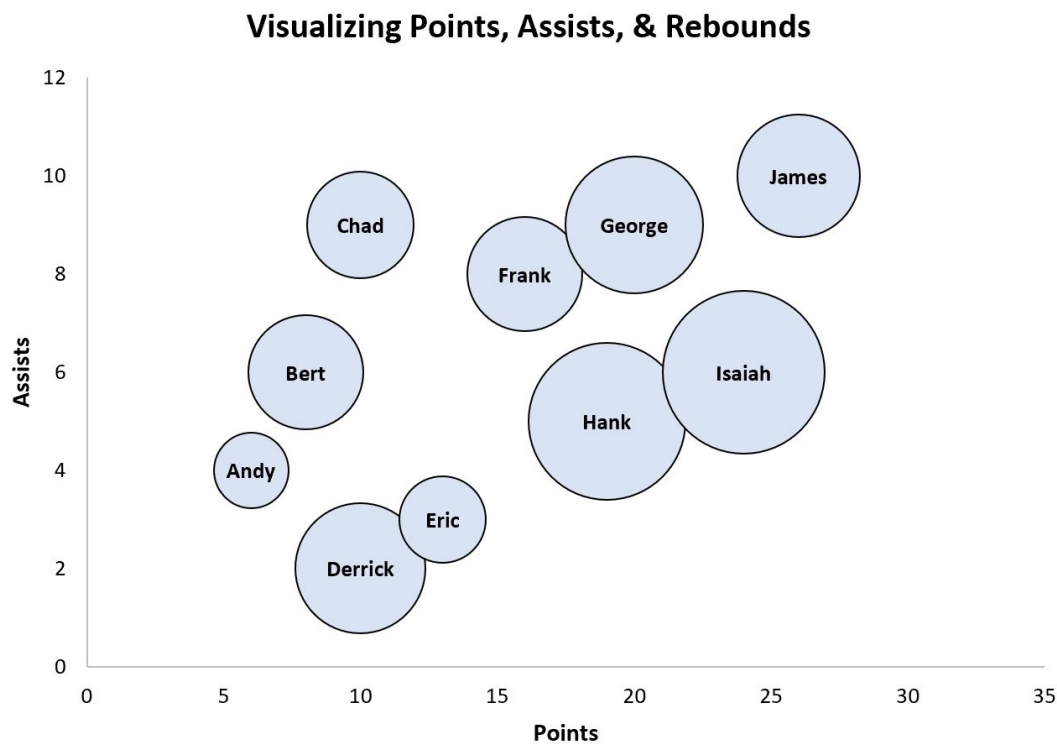 Visualizing Points, Assists, & Rebounds
12
10
8
6
4
2
0
Assists
James
Chad
George
Frank
Bert
Isaiah
Hank
Andy
Eric
Derrick
0 5 10 15 20 25 30 35
Points